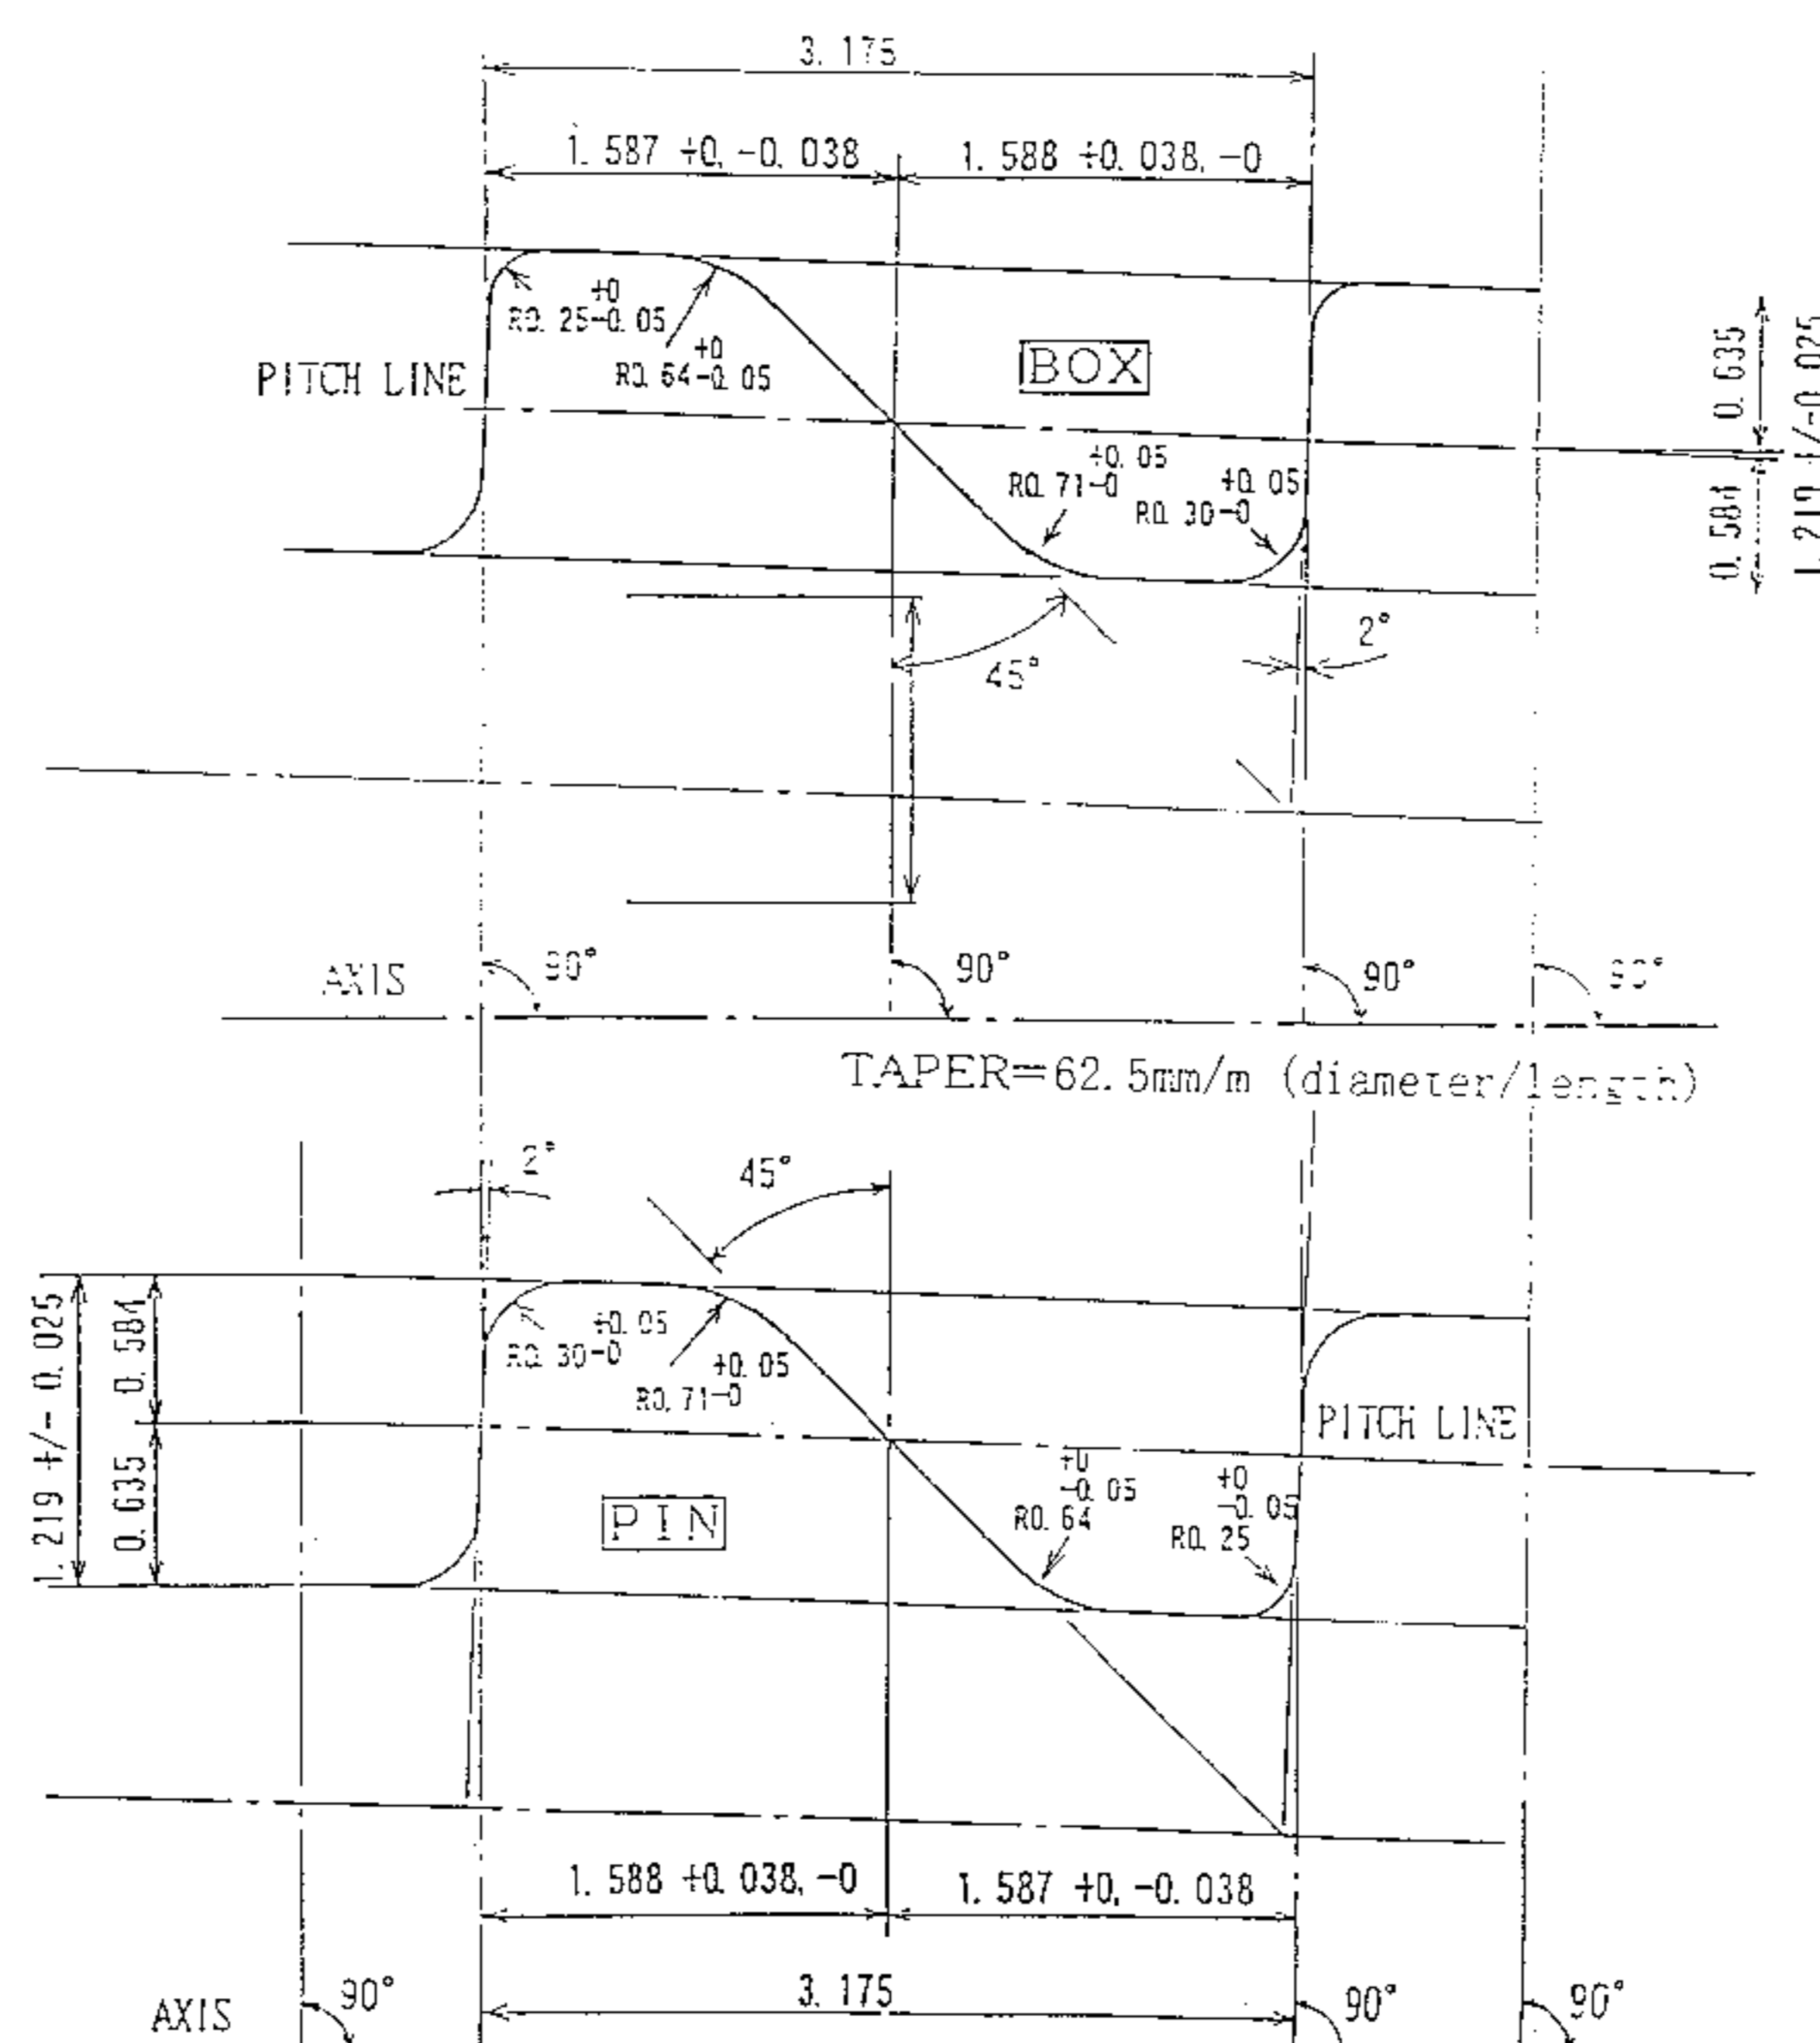 3. 175
1. 587 +0, -0. 038
1. 588 +0. 038, -0
+0
R0. 25-0. 05
+0
R0. 64-0. 05
PITCH LINE
BOX
+0. 05
R0. 71-0
+0. 05
R0. 30-0
0. 635
0. 584
1. 219 +/-0. 025
45°
2°
AXIS
90°
90°
90°
90°
TAPER=62. 5mm/m (diameter/length)
2°
45°
1. 219 +/- 0. 025
0. 584
0. 635
+0. 05
R0. 30-0
+0. 05
R0. 71-0
PITCH LINE
PIN
+0
-0. 05
R0. 64
+0
-0. 05
R0. 25
1. 588 +0. 038, -0
1. 587 +0, -0. 038
3. 175
AXIS
90°
90°
90°